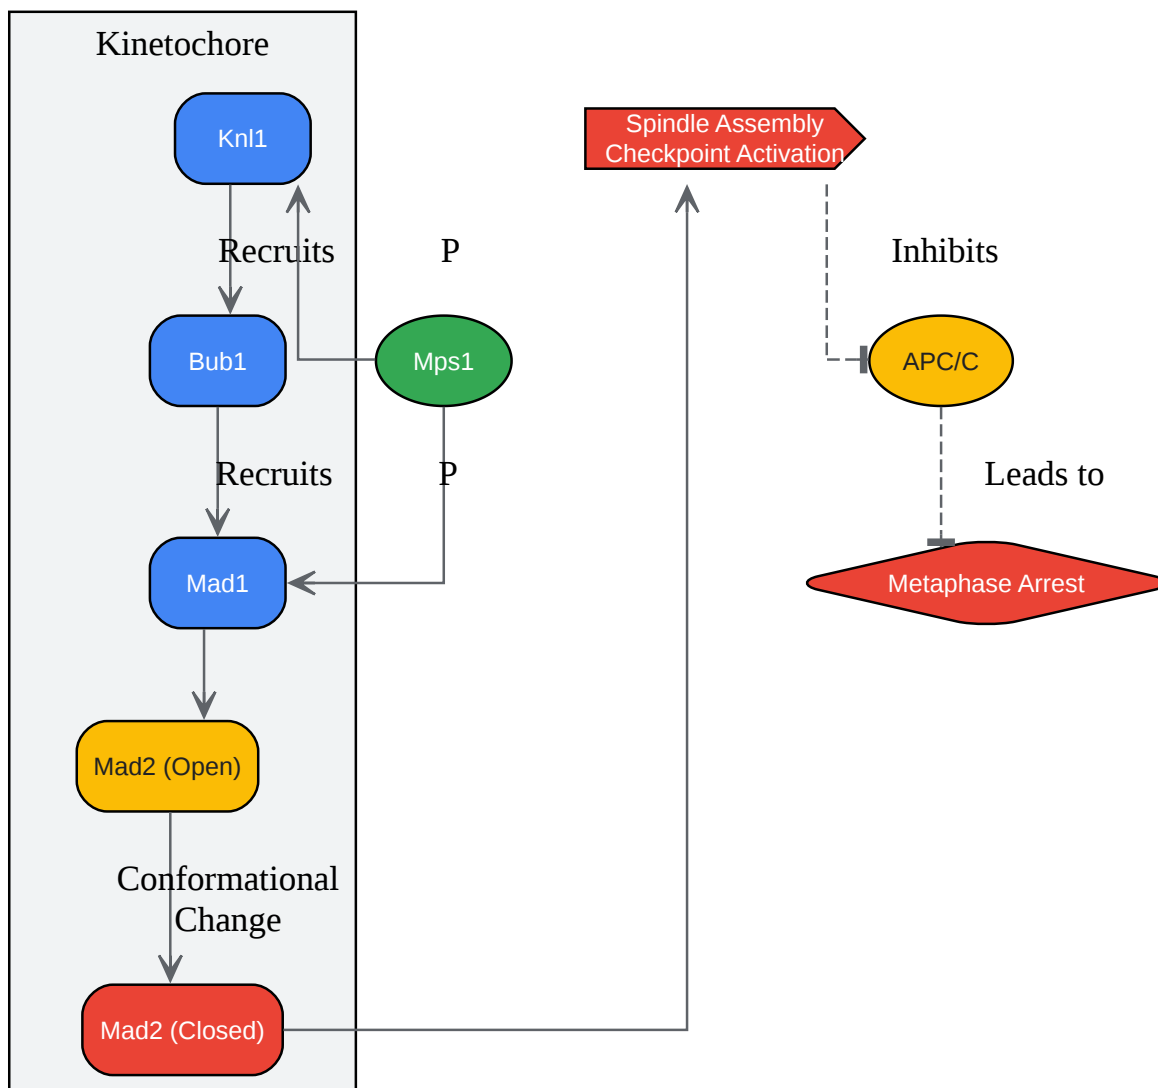 Kinetochore
Knl1
Spindle Assembly
Checkpoint Activation
Recruits
P
Inhibits
Bub1
Mps1
APC/C
Recruits
P
Leads to
Mad1
Metaphase Arrest
Mad2 (Open)
Conformational
Change
Mad2 (Closed)